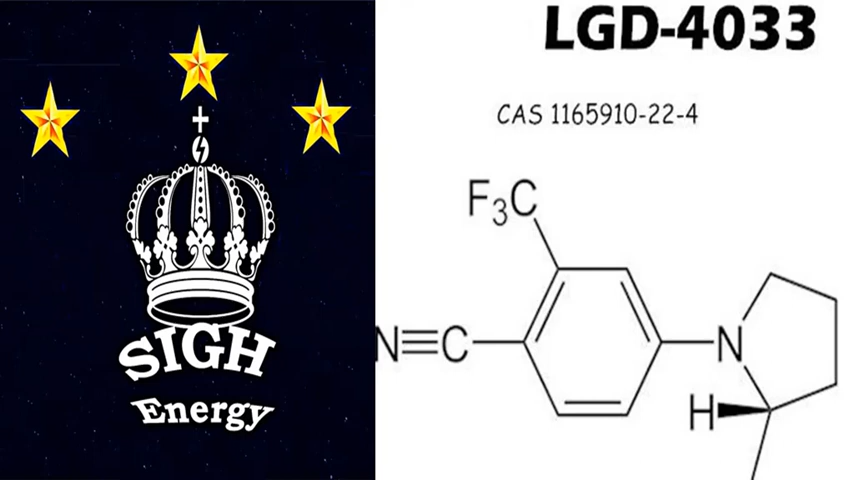 SIGH
Energy
LGD-4033
CAS 1165910-22-4
F₃C
N≡C
N
H